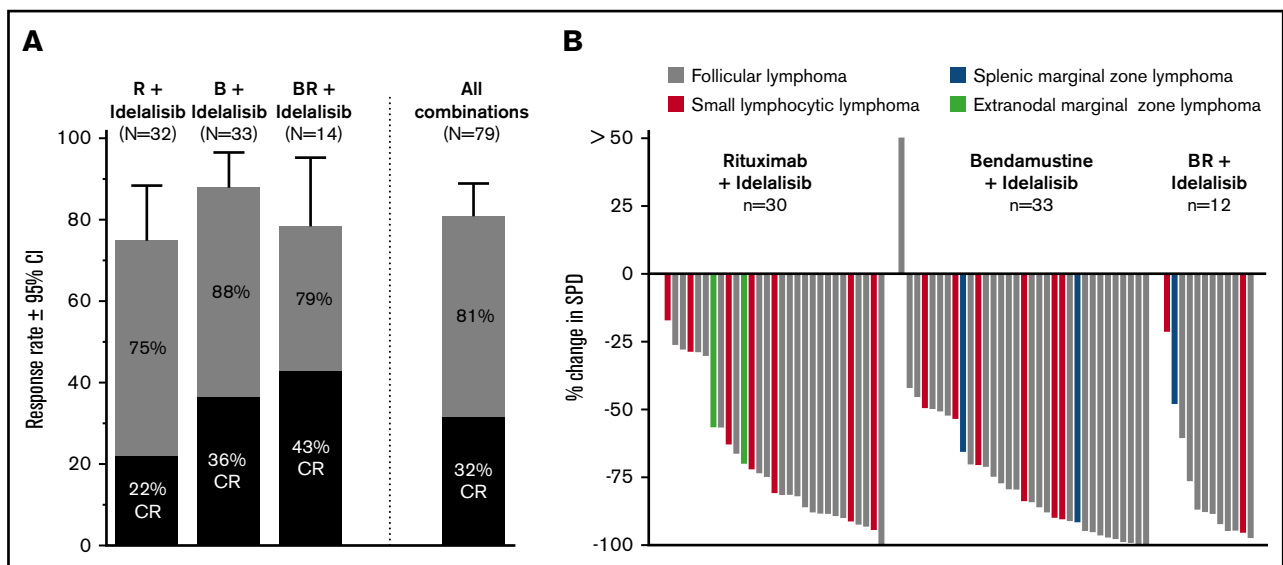 A
R +
Idelalisib
(N=32)
B +
Idelalisib
(N=33)
BR +
Idelalisib
(N=14)
All
combinations
(N=79)
Response rate ± 95% CI
100
80
60
40
20
0
75%
22%
CR
88%
36%
CR
79%
43%
CR
81%
32%
CR
B
Follicular lymphoma
Small lymphocytic lymphoma
Splenic marginal zone lymphoma
Extranodal marginal zone lymphoma
% change in SPD
> 50
25
0
-25
-50
-75
-100
Rituximab
+ Idelalisib
n=30
Bendamustine
+ Idelalisib
n=33
BR +
Idelalisib
n=12